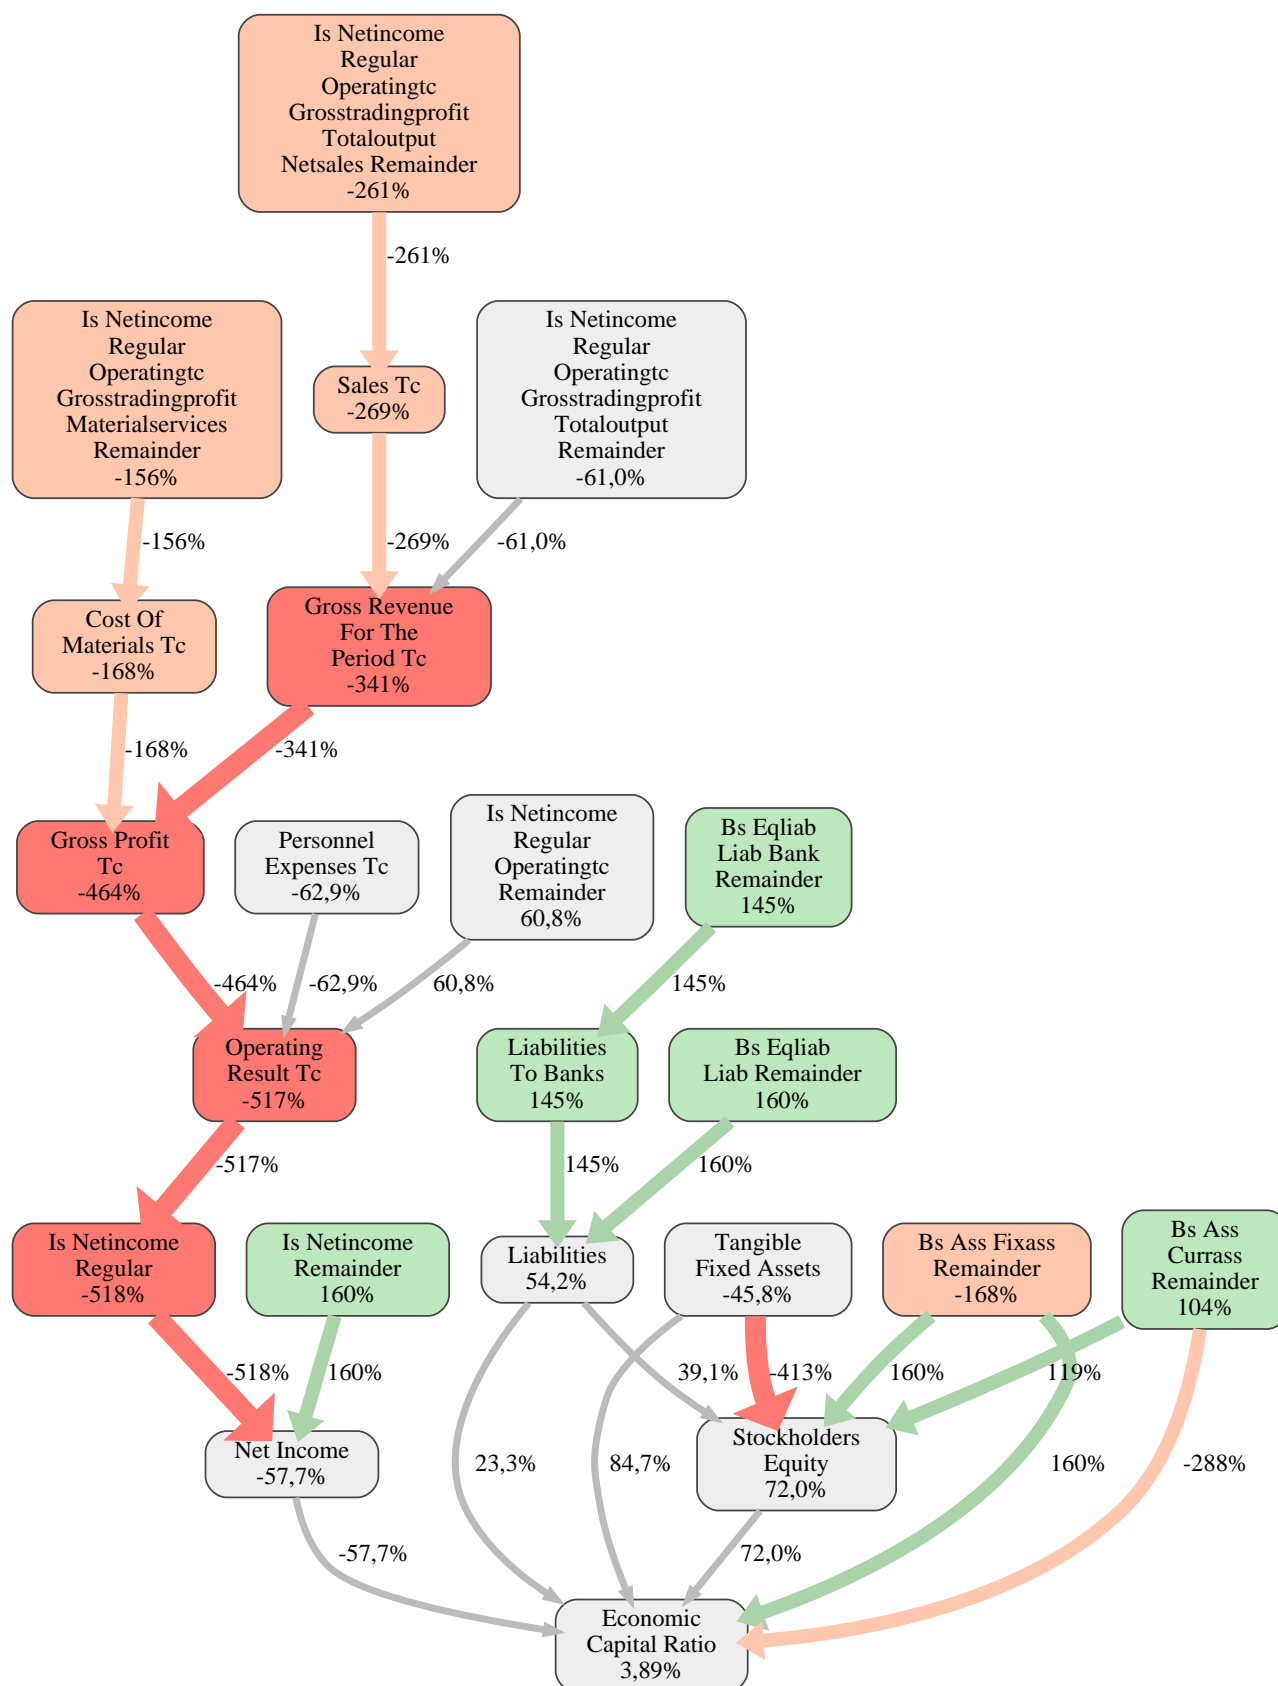 Is Netincome
Regular
Operatingtc
Grosstradingprofit
Totaloutput
Netsales Remainder
-261%
-261%
Is Netincome
Regular
Operatingtc
Grosstradingprofit
Materialservices
Remainder
-156%
Sales Tc
-269%
Is Netincome
Regular
Operatingtc
Grosstradingprofit
Totaloutput
Remainder
-61,0%
-156%
-269%
-61,0%
Cost Of
Materials Tc
-168%
Gross Revenue
For The
Period Tc
-341%
-168%
-341%
Gross Profit
Tc
-464%
Personnel
Expenses Tc
-62,9%
Is Netincome
Regular
Operatingtc
Remainder
60,8%
Bs Eqliab
Liab Bank
Remainder
145%
-464%
-62,9%
60,8%
145%
Operating
Result Tc
-517%
Liabilities
To Banks
145%
Bs Eqliab
Liab Remainder
160%
-517%
145%
160%
Is Netincome
Regular
-518%
Is Netincome
Remainder
160%
Liabilities
54,2%
Tangible
Fixed Assets
-45,8%
Bs Ass Fixass
Remainder
-168%
Bs Ass
Currass
Remainder
104%
-518%
160%
39,1%
-413%
160%
119%
Net Income
-57,7%
Stockholders
Equity
72,0%
23,3%
84,7%
160%
-288%
-57,7%
72,0%
Economic
Capital Ratio
3,89%